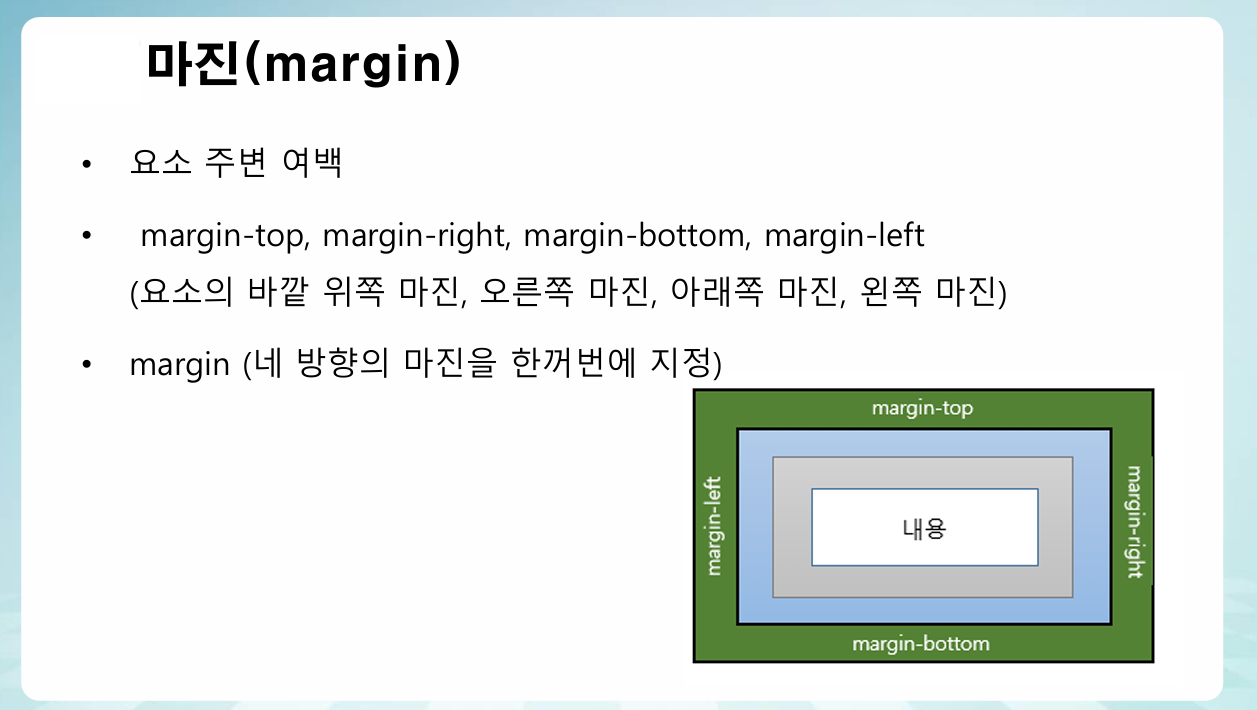 마진(margin)
• 요소 주변 여백
• margin-top, margin-right, margin-bottom, margin-left
(요소의 바깥 위쪽 마진, 오른쪽 마진, 아래쪽 마진, 왼쪽 마진)
• margin (네 방향의 마진을 한꺼번에 지정)
margin-top
margin-left
내용
margin-right
margin-bottom